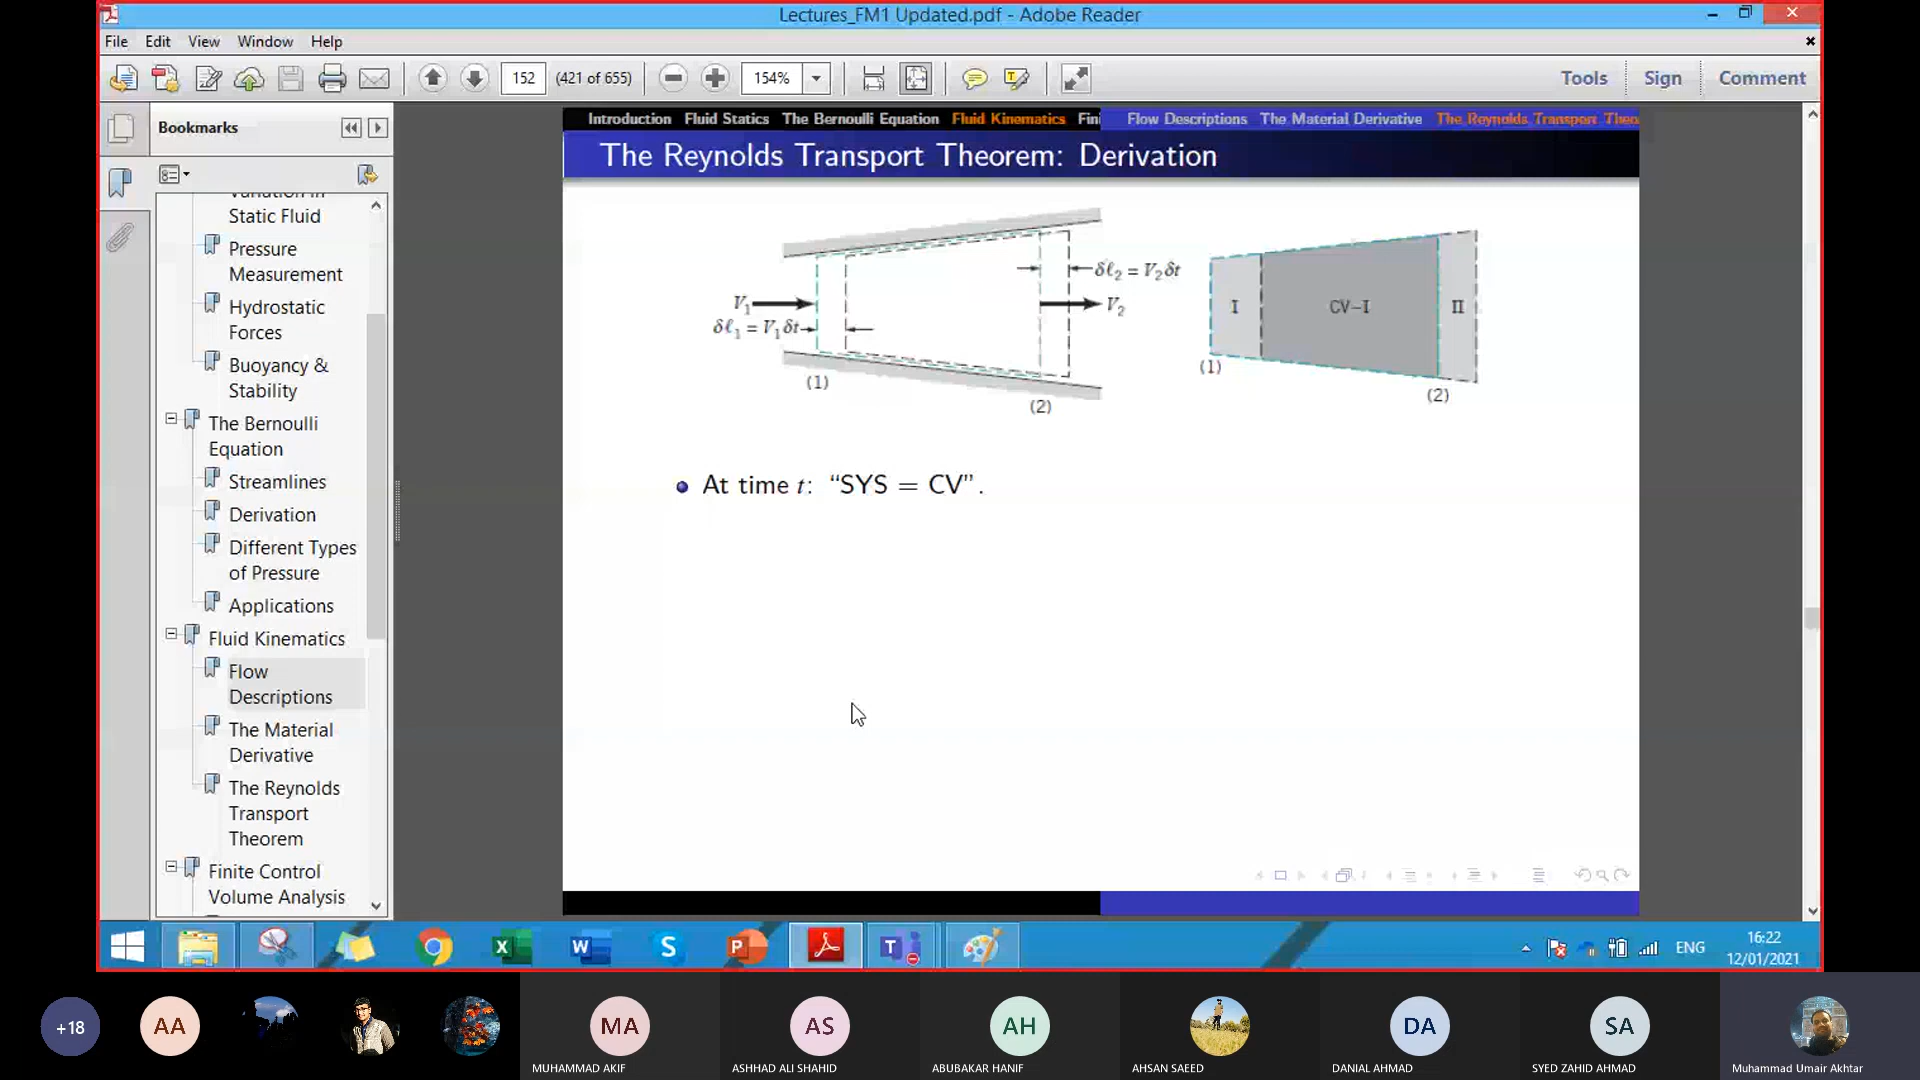 Lectures_FM1 Updated.pdf - Adobe Reader
File Edit View Window Help
152 (421 of 655) 154% Tools Sign Comment
Bookmarks
Static Fluid
Pressure
Measurement
Hydrostatic
Forces
Buoyancy &
Stability
The Bernoulli
Equation
Streamlines
Derivation
Different Types
of Pressure
Applications
Fluid Kinematics
Flow
Descriptions
The Material
Derivative
The Reynolds
Transport
Theorem
Finite Control
Volume Analysis
Introduction Fluid Statics The Bernoulli Equation Fluid Kinematics Fini Flow Descriptions The Material Derivative The Reynolds Transport Theo
The Reynolds Transport Theorem: Derivation
δℓ₂ = V₂δt
V₁
V₂
δℓ₁ = V₁δt
(1)
(2)
I CV–I II
(1)
(2)
At time t: “SYS = CV”.
ENG
16:22
12/01/2021
+18 AA MA AS AH DA SA
MUHAMMAD AKIF ASHHAD ALI SHAHID ABUBAKAR HANIF AHSAN SAEED DANIAL AHMAD SYED ZAHID AHMAD Muhammad Umair Akhtar